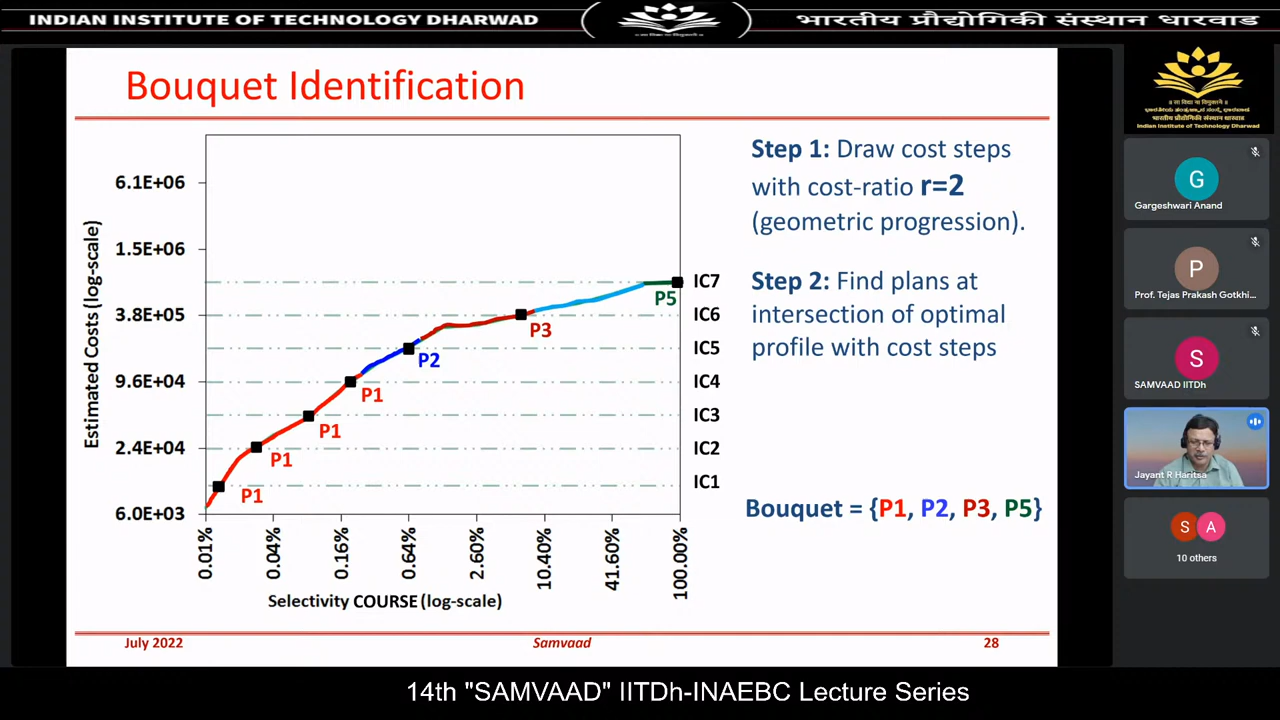 INDIAN INSTITUTE OF TECHNOLOGY DHARWAD
भारतीय प्रौद्योगिकी संस्थान धारवाड
Bouquet Identification
Estimated Costs (log-scale)
6.1E+06
1.5E+06
3.8E+05
9.6E+04
2.4E+04
6.0E+03
IC7
IC6
IC5
IC4
IC3
IC2
IC1
P5
P3
P2
P1
P1
P1
P1
0.01%
0.04%
0.16%
0.64%
2.60%
10.40%
41.60%
100.00%
Selectivity COURSE (log-scale)
Step 1: Draw cost steps
with cost-ratio r=2
(geometric progression).
Step 2: Find plans at
intersection of optimal
profile with cost steps
Bouquet = {P1, P2, P3, P5}
July 2022
Samvaad
28
Indian Institute of Technology Dharwad
G
Gargeshwari Anand
P
Prof. Tejas Prakash Gotkhi...
S
SAMVAAD IITDh
Jayant R Haritsa
S
A
10 others
14th "SAMVAAD" IITDh-INAEBC Lecture Series